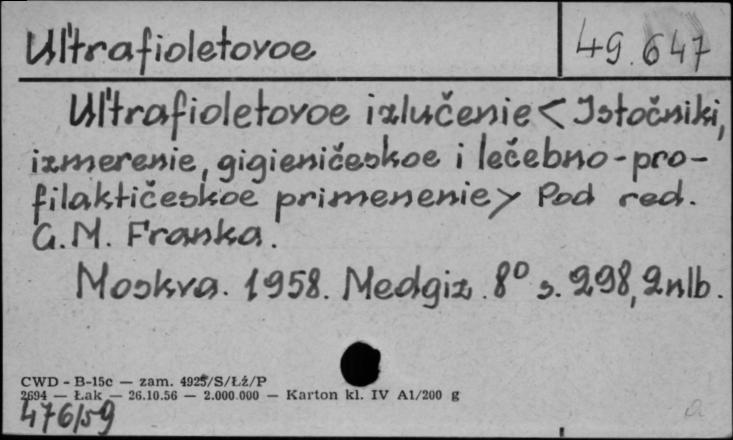 Ul'trafioletovoe
49.647
Ul'trafioletovoe izlučenie < Istočniki,
izmerenie, gigieničeskoe i lečebno-pro-
filaktičeskoe primenenie > Pod red.
G.M. Franka.
Moskva. 1958. Medgiz. 8° s. 298, 2nlb.
CWD - B-15c — zam. 4925/S/Łź/P
2694 — Łak — 26.10.56 — 2.000.000 — Karton kl. IV A1/200 g
476/59
a